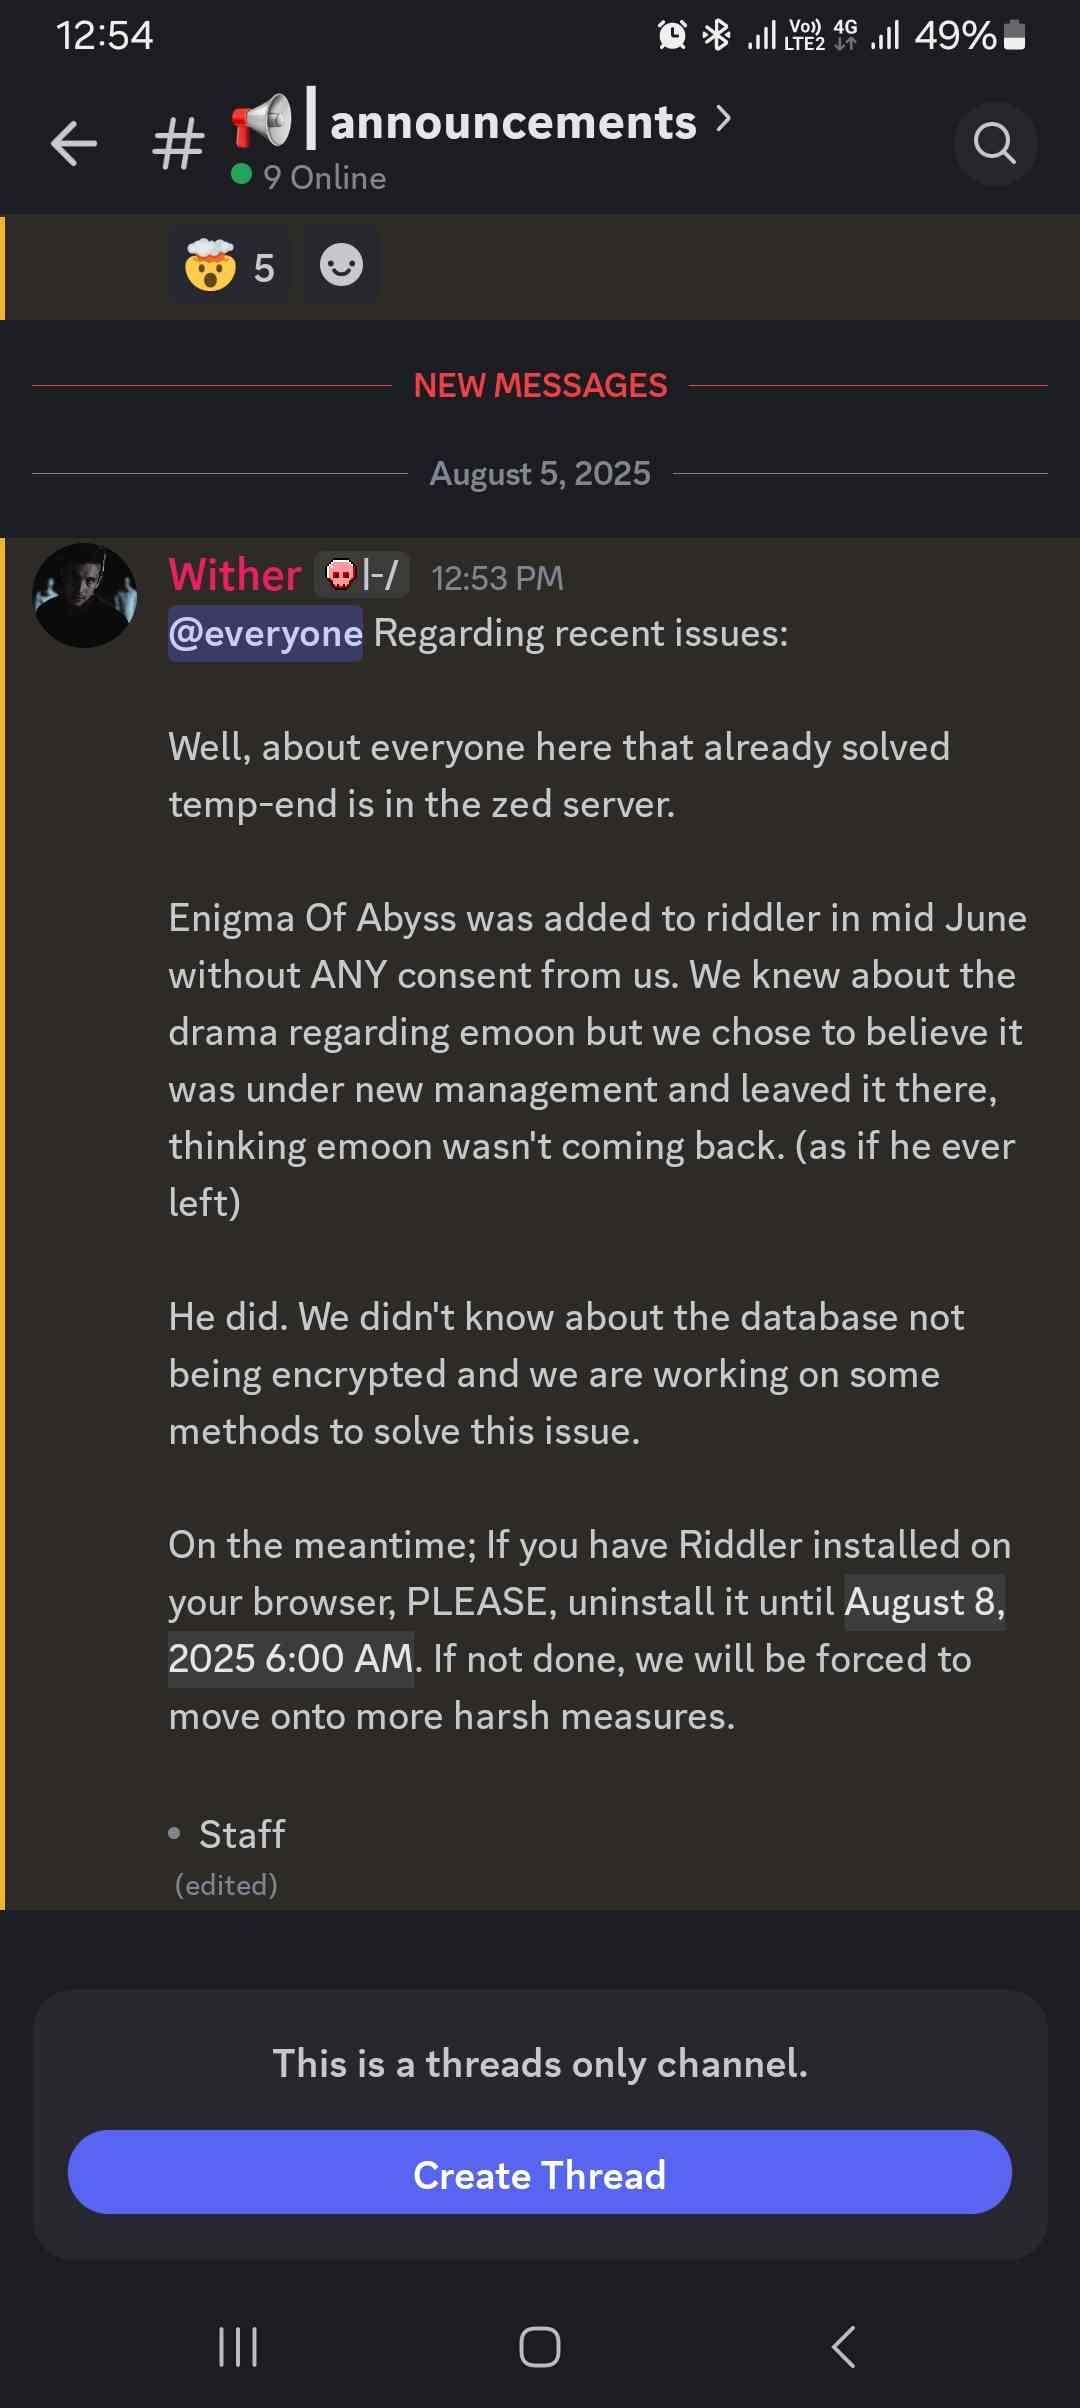 12:54
Vo)) LTE2 4G 49%
# | announcements >
9 Online
5
NEW MESSAGES
August 5, 2025
Wither |-/ 12:53 PM
@everyone Regarding recent issues:
Well, about everyone here that already solved
temp-end is in the zed server.
Enigma Of Abyss was added to riddler in mid June
without ANY consent from us. We knew about the
drama regarding emoon but we chose to believe it
was under new management and leaved it there,
thinking emoon wasn't coming back. (as if he ever
left)
He did. We didn't know about the database not
being encrypted and we are working on some
methods to solve this issue.
On the meantime; If you have Riddler installed on
your browser, PLEASE, uninstall it until August 8,
2025 6:00 AM. If not done, we will be forced to
move onto more harsh measures.
• Staff
(edited)
This is a threads only channel.
Create Thread